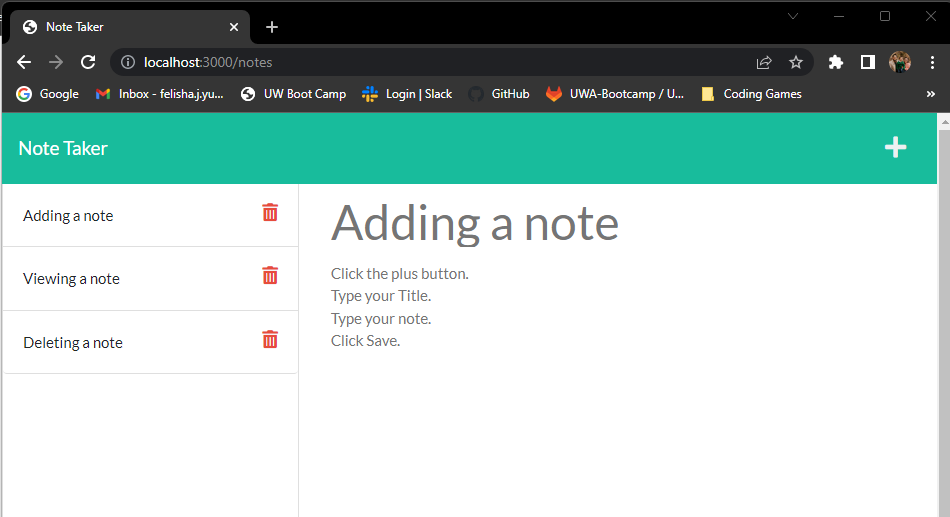 Note Taker
localhost:3000/notes
Google Inbox - felisha.j.yu... UW Boot Camp Login | Slack GitHub UWA-Bootcamp / U... Coding Games »
Note Taker
Adding a note
Viewing a note
Deleting a note
Adding a note
Click the plus button.
Type your Title.
Type your note.
Click Save.